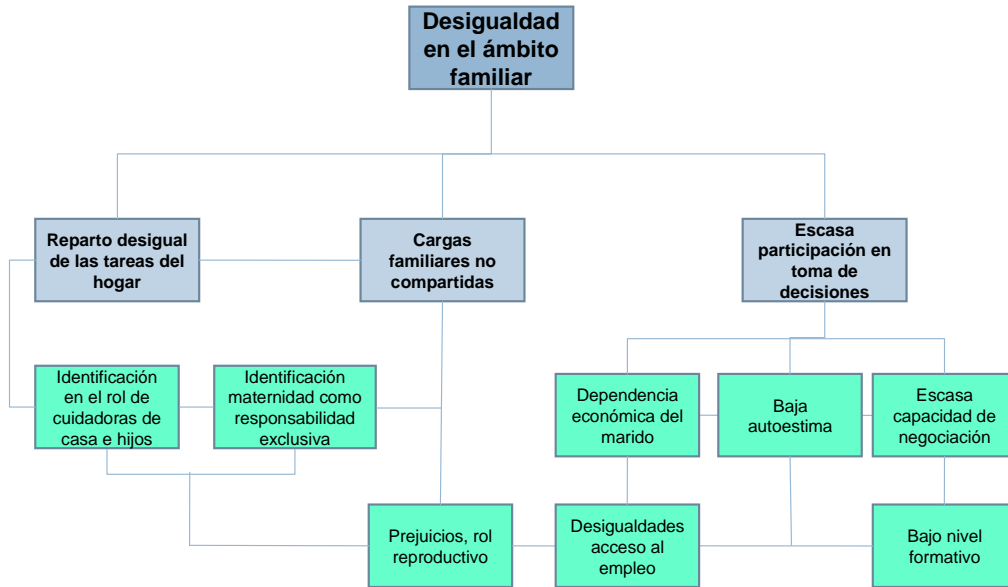 Desigualdad
en el ámbito
familiar
Reparto desigual
de las tareas del
hogar
Cargas
familiares no
compartidas
Escasa
participación en
toma de
decisiones
Identificación
en el rol de
cuidadoras de
casa e hijos
Identificación
maternidad como
responsabilidad
exclusiva
Dependencia
económica del
marido
Baja
autoestima
Escasa
capacidad de
negociación
Prejuicios, rol
reproductivo
Desigualdades
acceso al
empleo
Bajo nivel
formativo